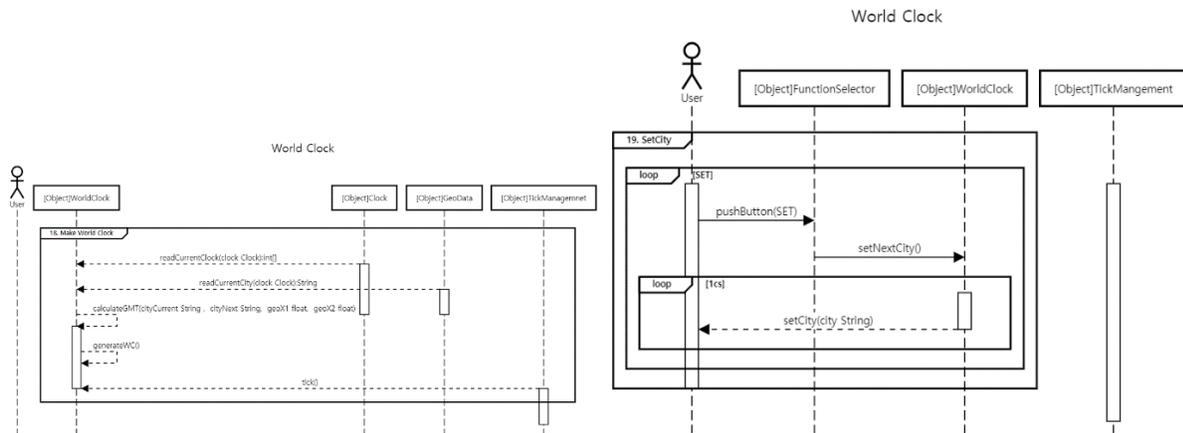 World Clock
User
[Object]WorldClock
[Object]Clock
[Object]GeoData
[Object]TickManagemnet
18. Make World Clock
readCurrentClock(clock Clock):int[]
readCurrentCity(clock Clock):String
calculateGMT(cityCurrent String , cityNext String, geoX1 float, geoX2 float)
generateWC()
tick()
World Clock
User
[Object]FunctionSelector
[Object]WorldClock
[Object]TickMangement
19. SetCity
loop
[SET]
pushButton(SET)
setNextCity()
loop
[1cs]
setCity(city String)